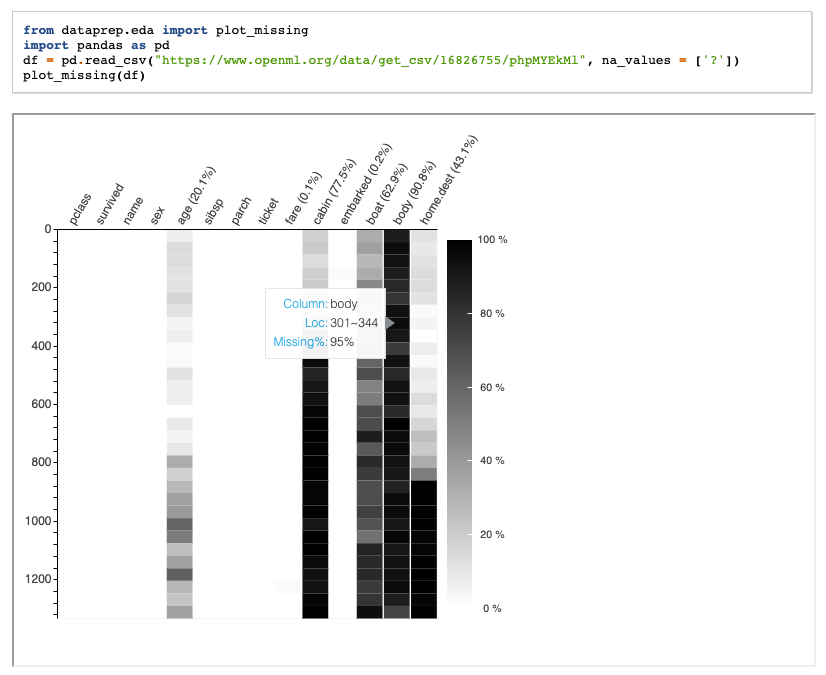 from dataprep.eda import plot_missing
import pandas as pd
df = pd.read_csv("https://www.openml.org/data/get_csv/16826755/phpMYEkMl", na_values = ['?'])
plot_missing(df)
pclass
survived
name
sex
age (20.1%)
sibsp
parch
ticket
fare (0.1%)
cabin (77.5%)
embarked (0.2%)
boat (62.9%)
body (90.8%)
home.dest (43.1%)
0
200
400
600
800
1000
1200
Column: body
Loc: 301~344
Missing%: 95%
100 %
80 %
60 %
40 %
20 %
0 %